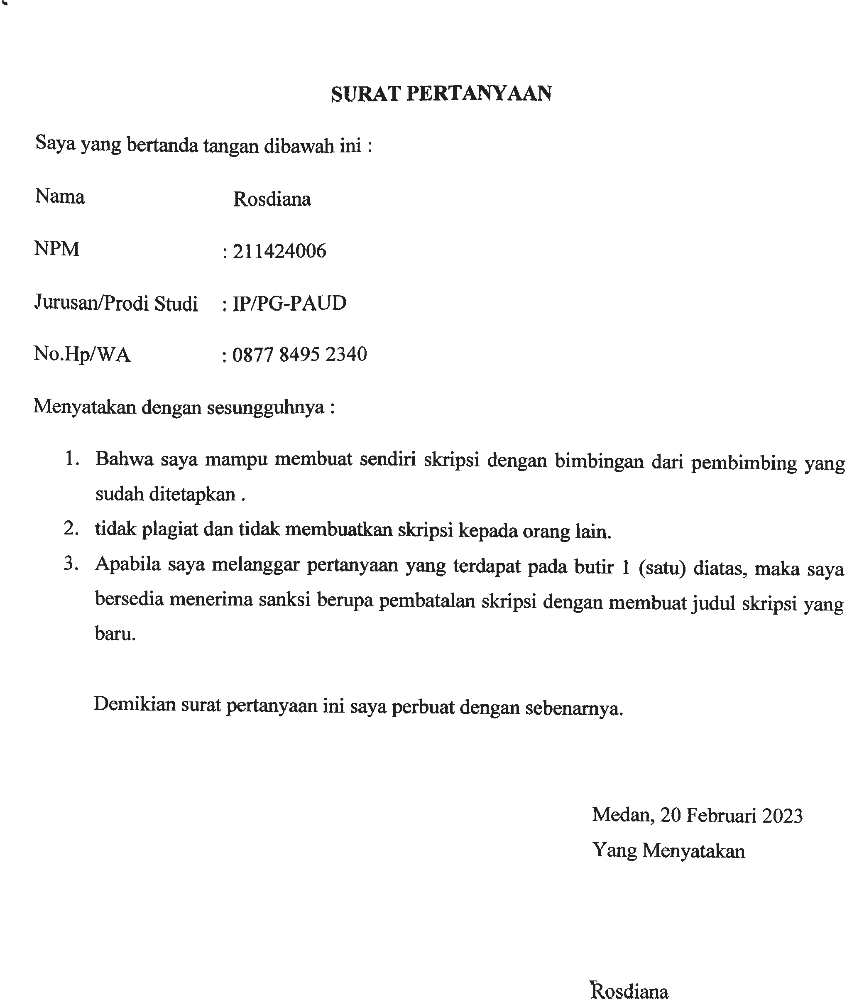 SURAT PERTANYAAN
Saya yang bertanda tangan dibawah ini :
Nama Rosdiana
NPM : 211424006
Jurusan/Prodi Studi : IP/PG-PAUD
No.Hp/WA : 0877 8495 2340
Menyatakan dengan sesungguhnya :
1. Bahwa saya mampu membuat sendiri skripsi dengan bimbingan dari pembimbing yang
sudah ditetapkan .
2. tidak plagiat dan tidak membuatkan skripsi kepada orang lain.
3. Apabila saya melanggar pertanyaan yang terdapat pada butir 1 (satu) diatas, maka saya
bersedia menerima sanksi berupa pembatalan skripsi dengan membuat judul skripsi yang
baru.
Demikian surat pertanyaan ini saya perbuat dengan sebenarnya.
Medan, 20 Februari 2023
Yang Menyatakan
Rosdiana